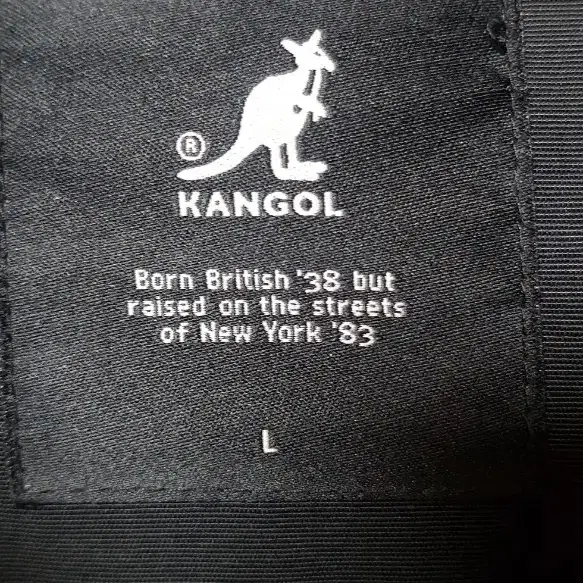 ®
KANGOL
Born British '38 but
raised on the streets
of New York '83
L